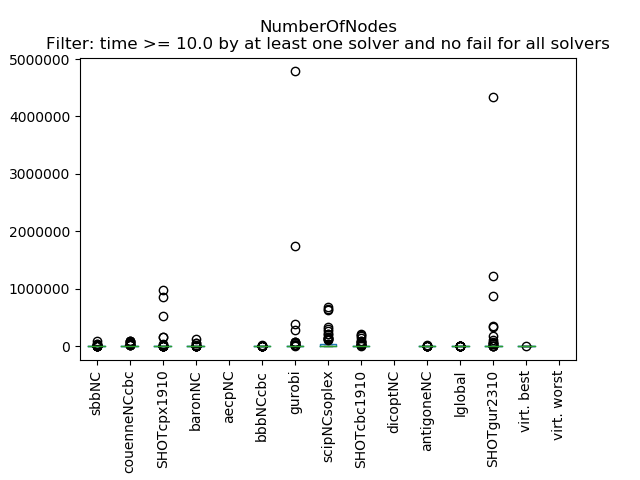 NumberOfNodes
Filter: time >= 10.0 by at least one solver and no fail for all solvers
5000000
4000000
3000000
2000000
1000000
0
sbbNC
couenneNCcbc
SHOTcpx1910
baronNC
aecpNC
bbbNCcbc
gurobi
scipNCsoplex
SHOTcbc1910
dicoptNC
antigoneNC
lglobal
SHOTgur2310
virt. best
virt. worst